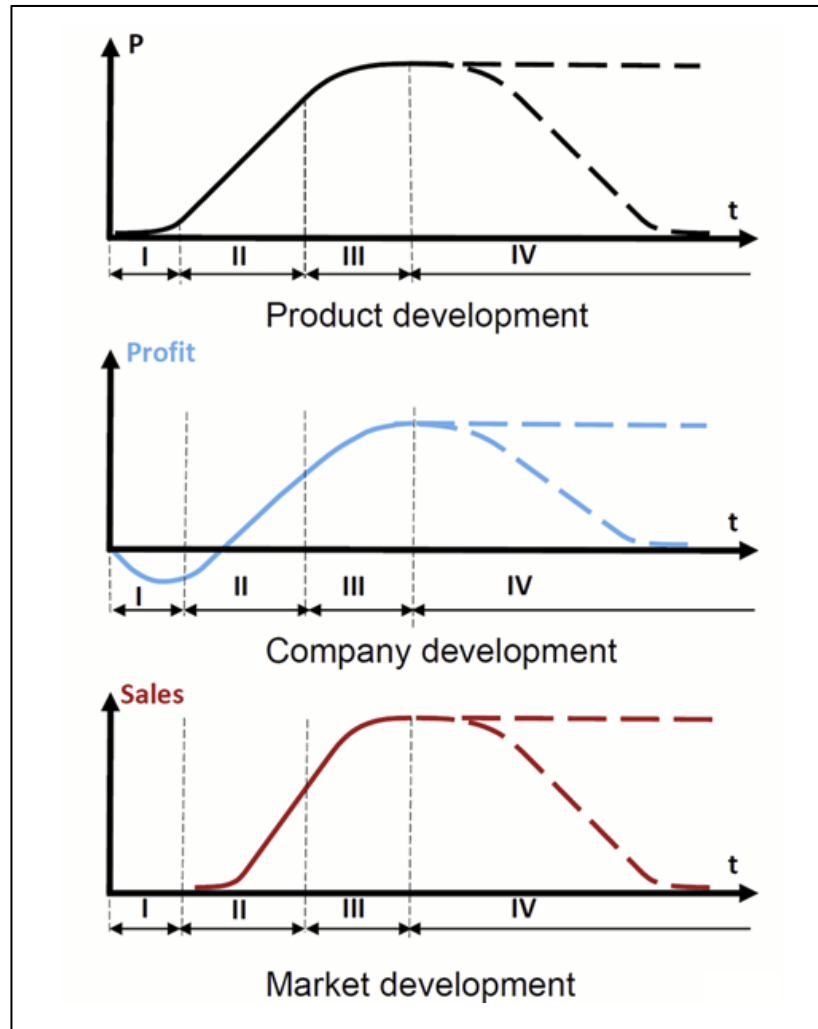 P
t
I II III IV
Product development
Profit
t
I II III IV
Company development
Sales
t
I II III IV
Market development